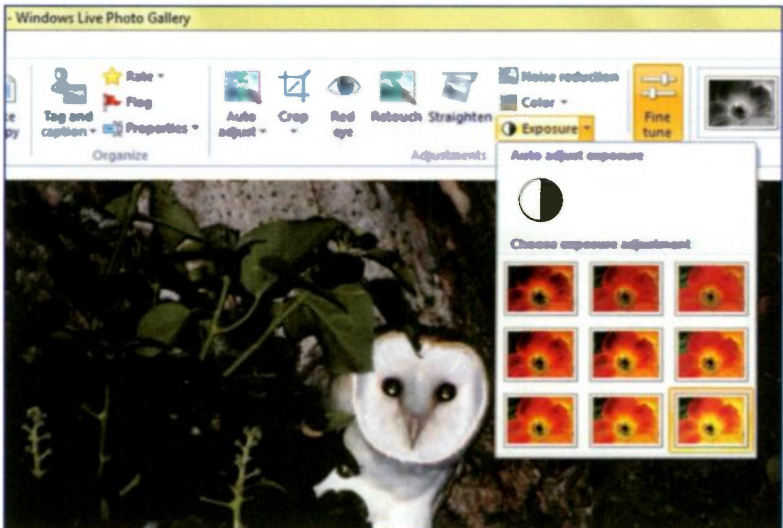 - Windows Live Photo Gallery
Tag and
caption
Rate
Flag
Properties
Organize
Auto
adjust
Crop
Red
eye
Retouch
Straighten
Noise reduction
Color
Exposure
Adjustments
Fine
tune
Auto adjust exposure
Choose exposure adjustment